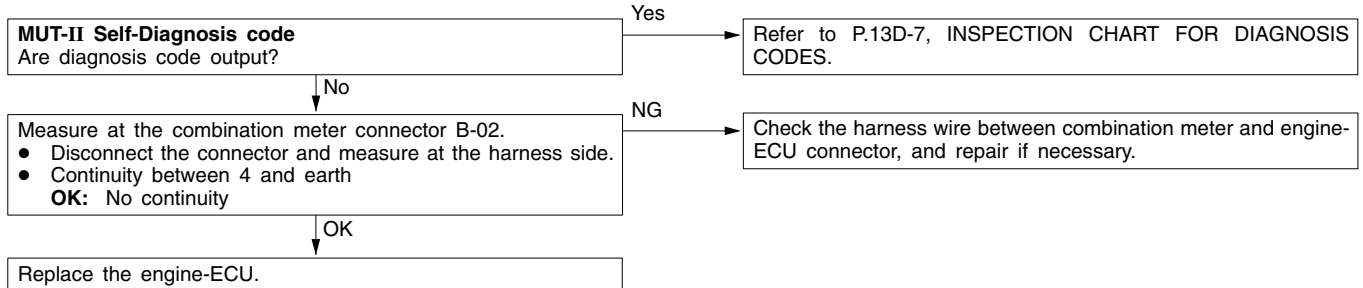 Yes
MUT-II Self-Diagnosis code
Are diagnosis code output?
Refer to P.13D-7, INSPECTION CHART FOR DIAGNOSIS
CODES.
No
NG
Measure at the combination meter connector B-02.
● Disconnect the connector and measure at the harness side.
● Continuity between 4 and earth
OK: No continuity
Check the harness wire between combination meter and engine-
ECU connector, and repair if necessary.
OK
Replace the engine-ECU.